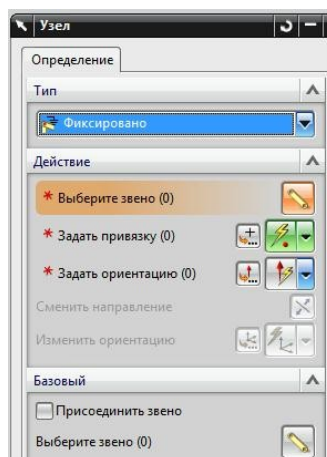 Узел
Определение
Тип
Фиксировано
Действие
* Выберите звено (0)
* Задать привязку (0)
* Задать ориентацию (0)
Сменить направление
Изменить ориентацию
Базовый
Присоединить звено
Выберите звено (0)